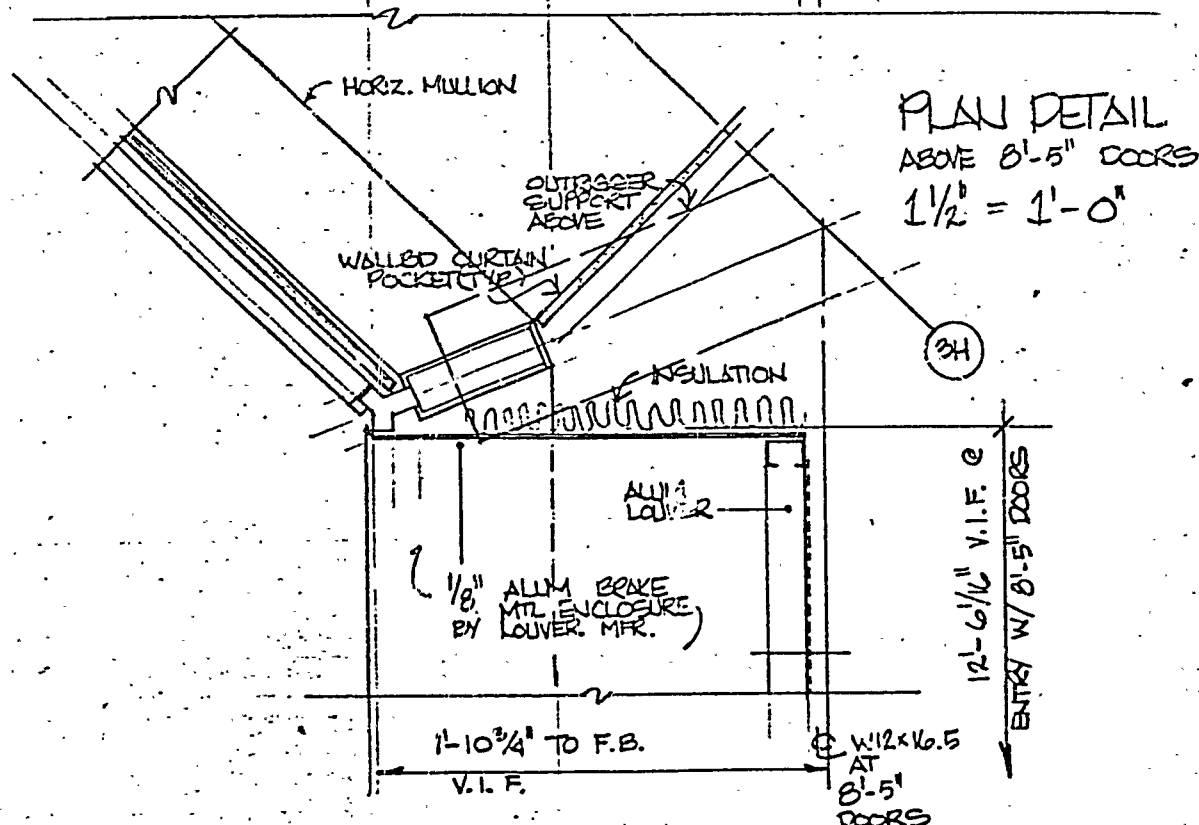 HORIZ. MULLION
PLAN DETAIL
ABOVE 8'-5" DOORS
1 1/2" = 1'-0"
OUTRIGGER
SUPPORT
ABOVE
WALLBD CURTAIN
POCKET (TYP.)
3H
INSULATION
ALUM
LOUVER
1/8" ALUM BRAKE
MTL ENCLOSURE
BY LOUVER. MFR.
12'-6 1/16" V.I.F. @
ENTRY W/ 8'-5" DOORS
1'-10 3/4" TO F.B.
V.I.F.
W12x16.5
AT
8'-5"
DOORS